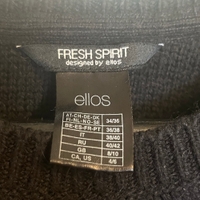 FRESH SPIRIT
designed by ellos
ellos
AT-CH-DE-DK
FI-NL-NO-SE 34/36
BE-ES-FR-PT 36/38
IT 38/40
RU 40/42
GB 8/10
CA, US 4/6